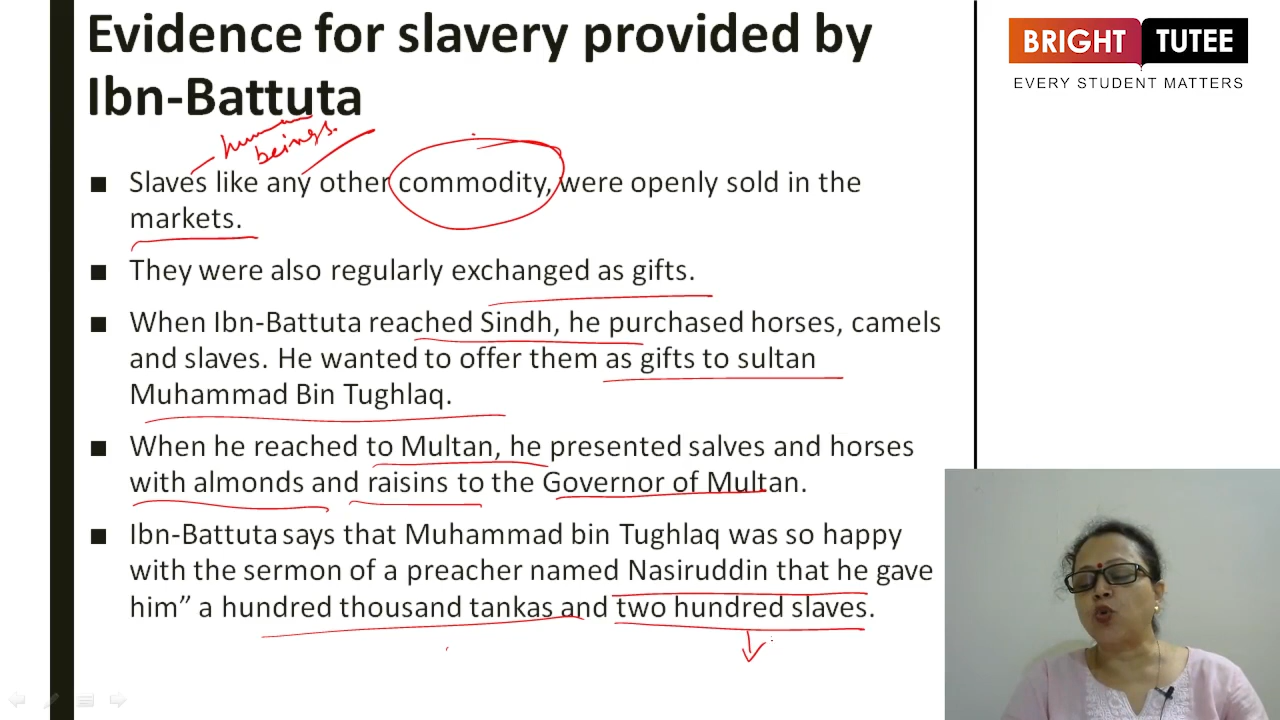 Evidence for slavery provided by
Ibn-Battuta
human
beings.
■ Slaves like any other commodity, were openly sold in the
markets.
■ They were also regularly exchanged as gifts.
■ When Ibn-Battuta reached Sindh, he purchased horses, camels
and slaves. He wanted to offer them as gifts to sultan
Muhammad Bin Tughlaq.
■ When he reached to Multan, he presented salves and horses
with almonds and raisins to the Governor of Multan.
■ Ibn-Battuta says that Muhammad bin Tughlaq was so happy
with the sermon of a preacher named Nasiruddin that he gave
him” a hundred thousand tankas and two hundred slaves.
BRIGHT TUTEE
EVERY STUDENT MATTERS